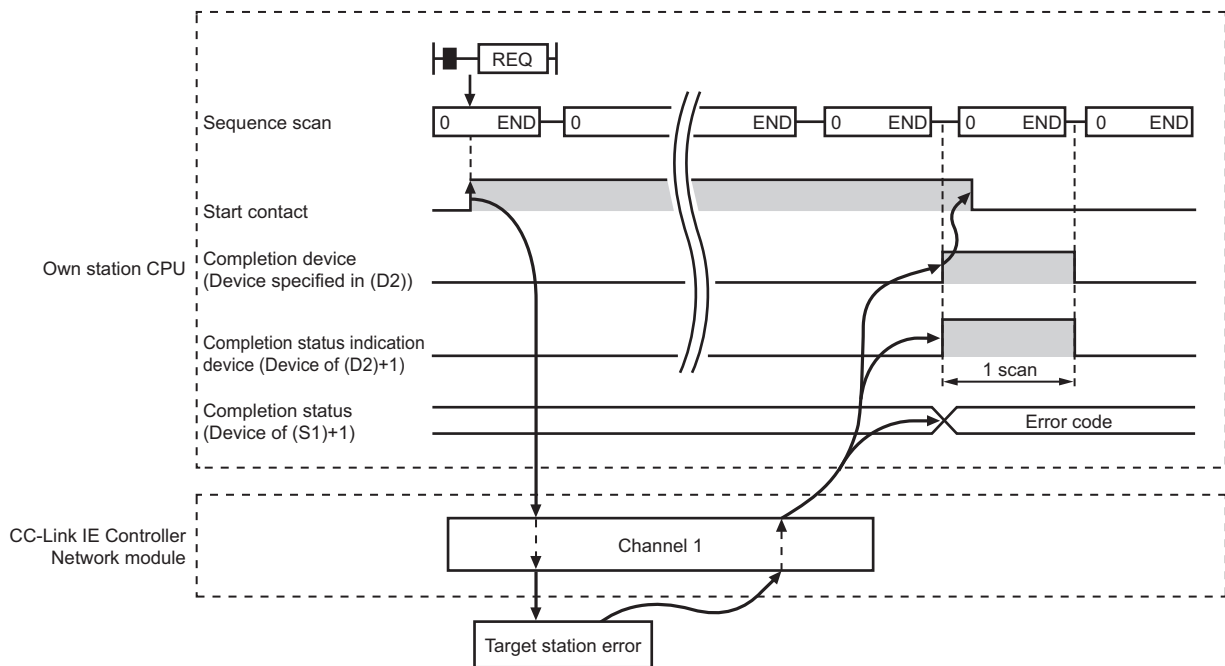 REQ
Sequence scan
0 END 0 END 0 END 0 END 0 END
Start contact
Own station CPU
Completion device
(Device specified in (D2))
Completion status indication
device (Device of (D2)+1)
1 scan
Completion status
(Device of (S1)+1)
Error code
CC-Link IE Controller
Network module
Channel 1
Target station error